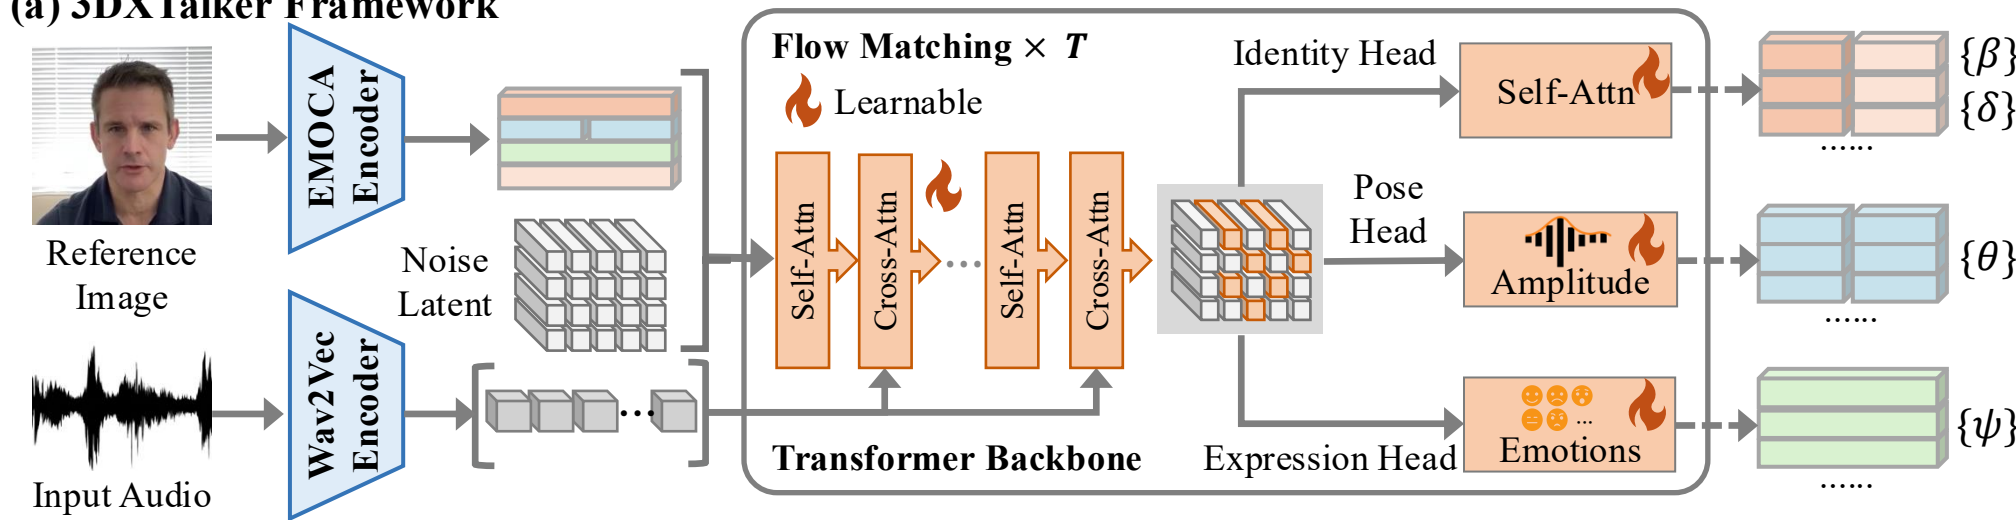 (a) 3DXTalker Framework
EMOCA
Encoder
Reference
Image
Wav2Vec
Encoder
Input Audio
Noise
Latent
...
Flow Matching × T
Learnable
Self-Attn
Cross-Attn
...
Self-Attn
Cross-Attn
Transformer Backbone
Identity Head
Self-Attn
Pose
Head
Amplitude
Expression Head
...
Emotions
{β}
{δ}
......
{θ}
......
{ψ}
......